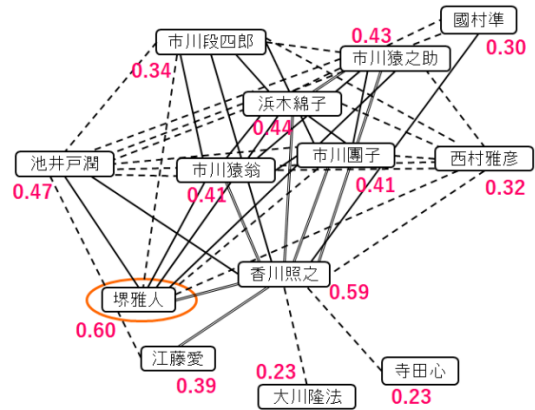 國村準
0.30
市川段四郎
0.34
0.43
市川猿之助
浜木綿子
0.44
池井戸潤
0.47
市川猿翁
0.41
市川團子
0.41
西村雅彦
0.32
香川照之
0.59
堺雅人
0.60
江藤愛
0.39
0.23
大川隆法
寺田心
0.23